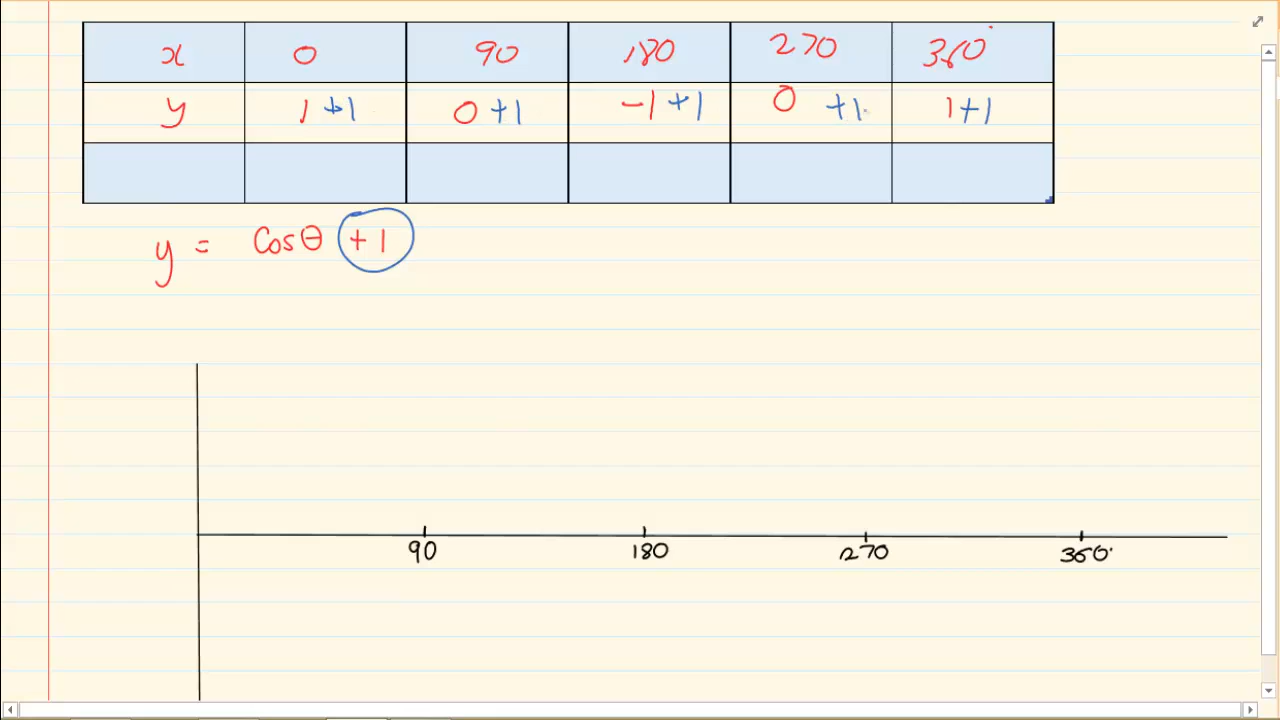 x 0 90 180 270 360°
y 1 +1 0 +1 -1 +1 0 +1 1 +1
y = cosθ +1
90 180 270 360°